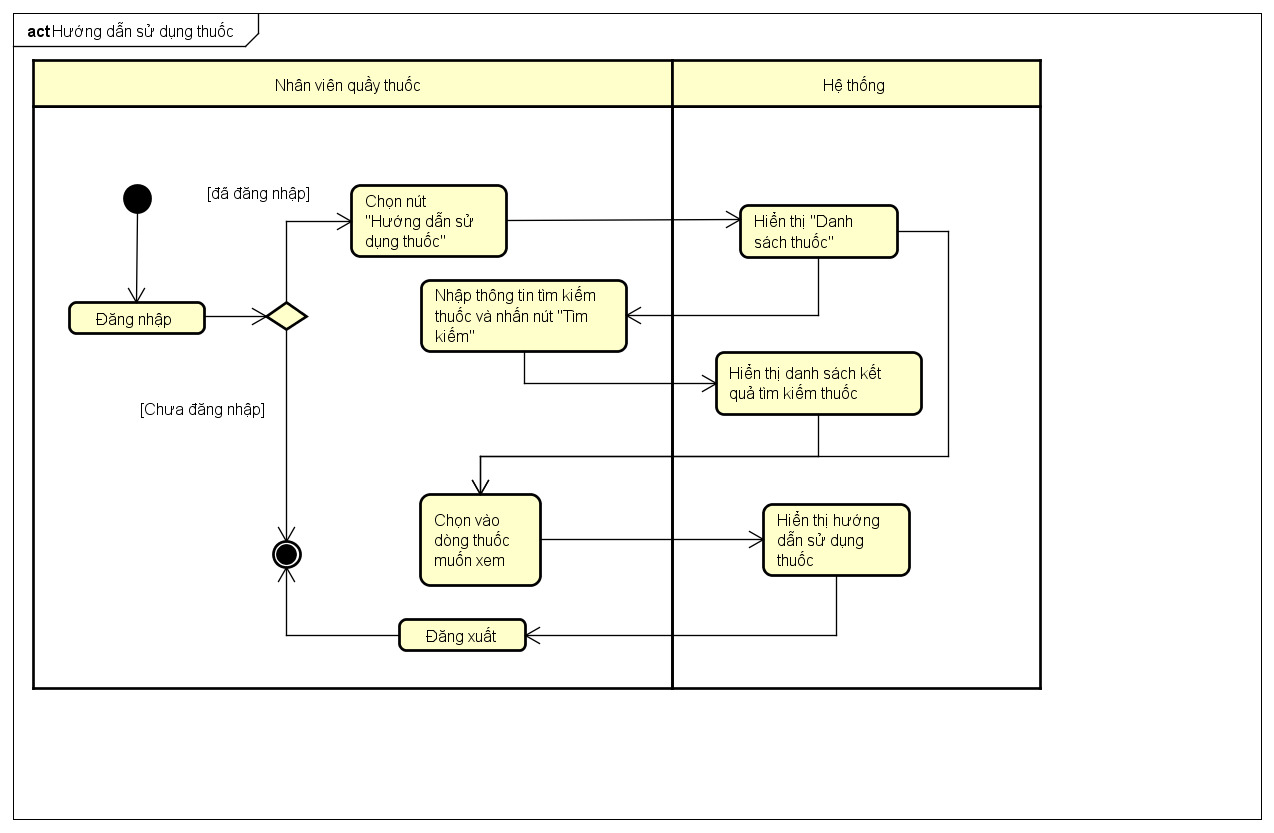 act Hướng dẫn sử dụng thuốc
Nhân viên quầy thuốc
Hệ thống
[đã đăng nhập]
Chọn nút
"Hướng dẫn sử
dụng thuốc"
Hiển thị "Danh
sách thuốc"
Đăng nhập
Nhập thông tin tìm kiếm
thuốc và nhấn nút "Tìm
kiếm"
Hiển thị danh sách kết
quả tìm kiếm thuốc
[Chưa đăng nhập]
Chọn vào
dòng thuốc
muốn xem
Hiển thị hướng
dẫn sử dụng
thuốc
Đăng xuất